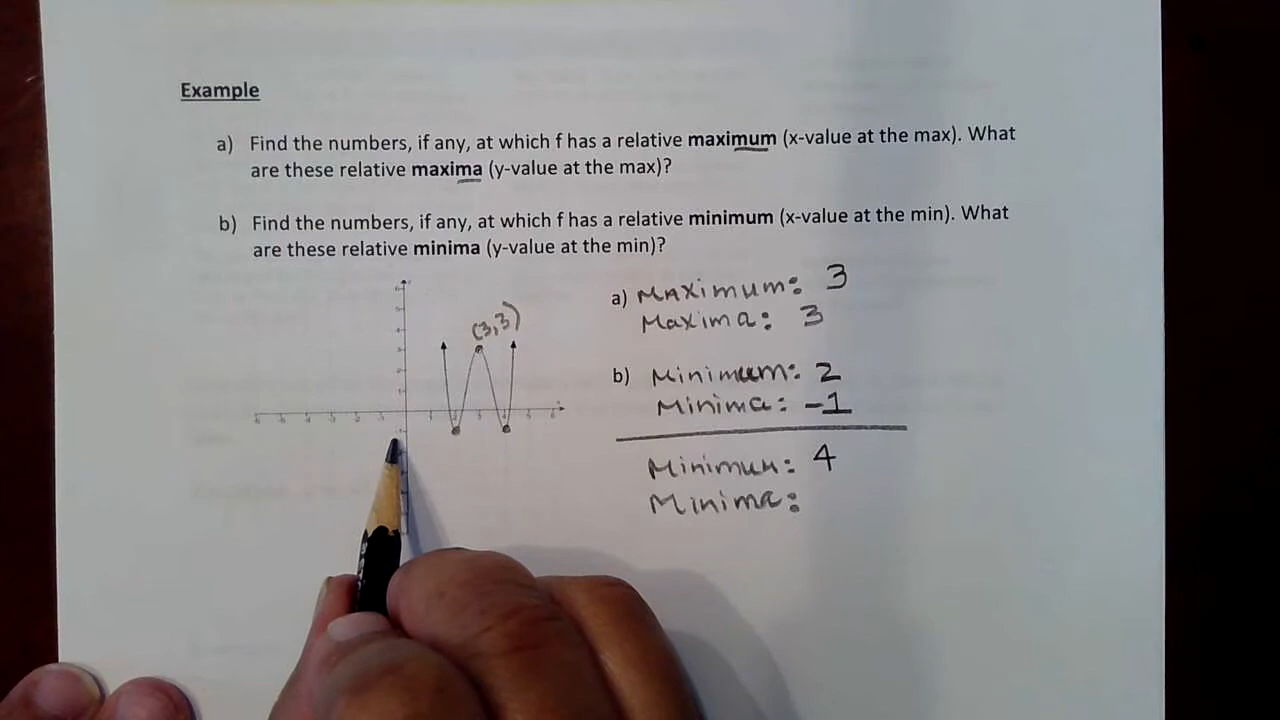 Example
a) Find the numbers, if any, at which f has a relative maximum (x-value at the max). What
are these relative maxima (y-value at the max)?
b) Find the numbers, if any, at which f has a relative minimum (x-value at the min). What
are these relative minima (y-value at the min)?
(3,3)
a) Maximum: 3
Maxima: 3
b) Minimum: 2
Minima: -1
Minimum: 4
Minima: